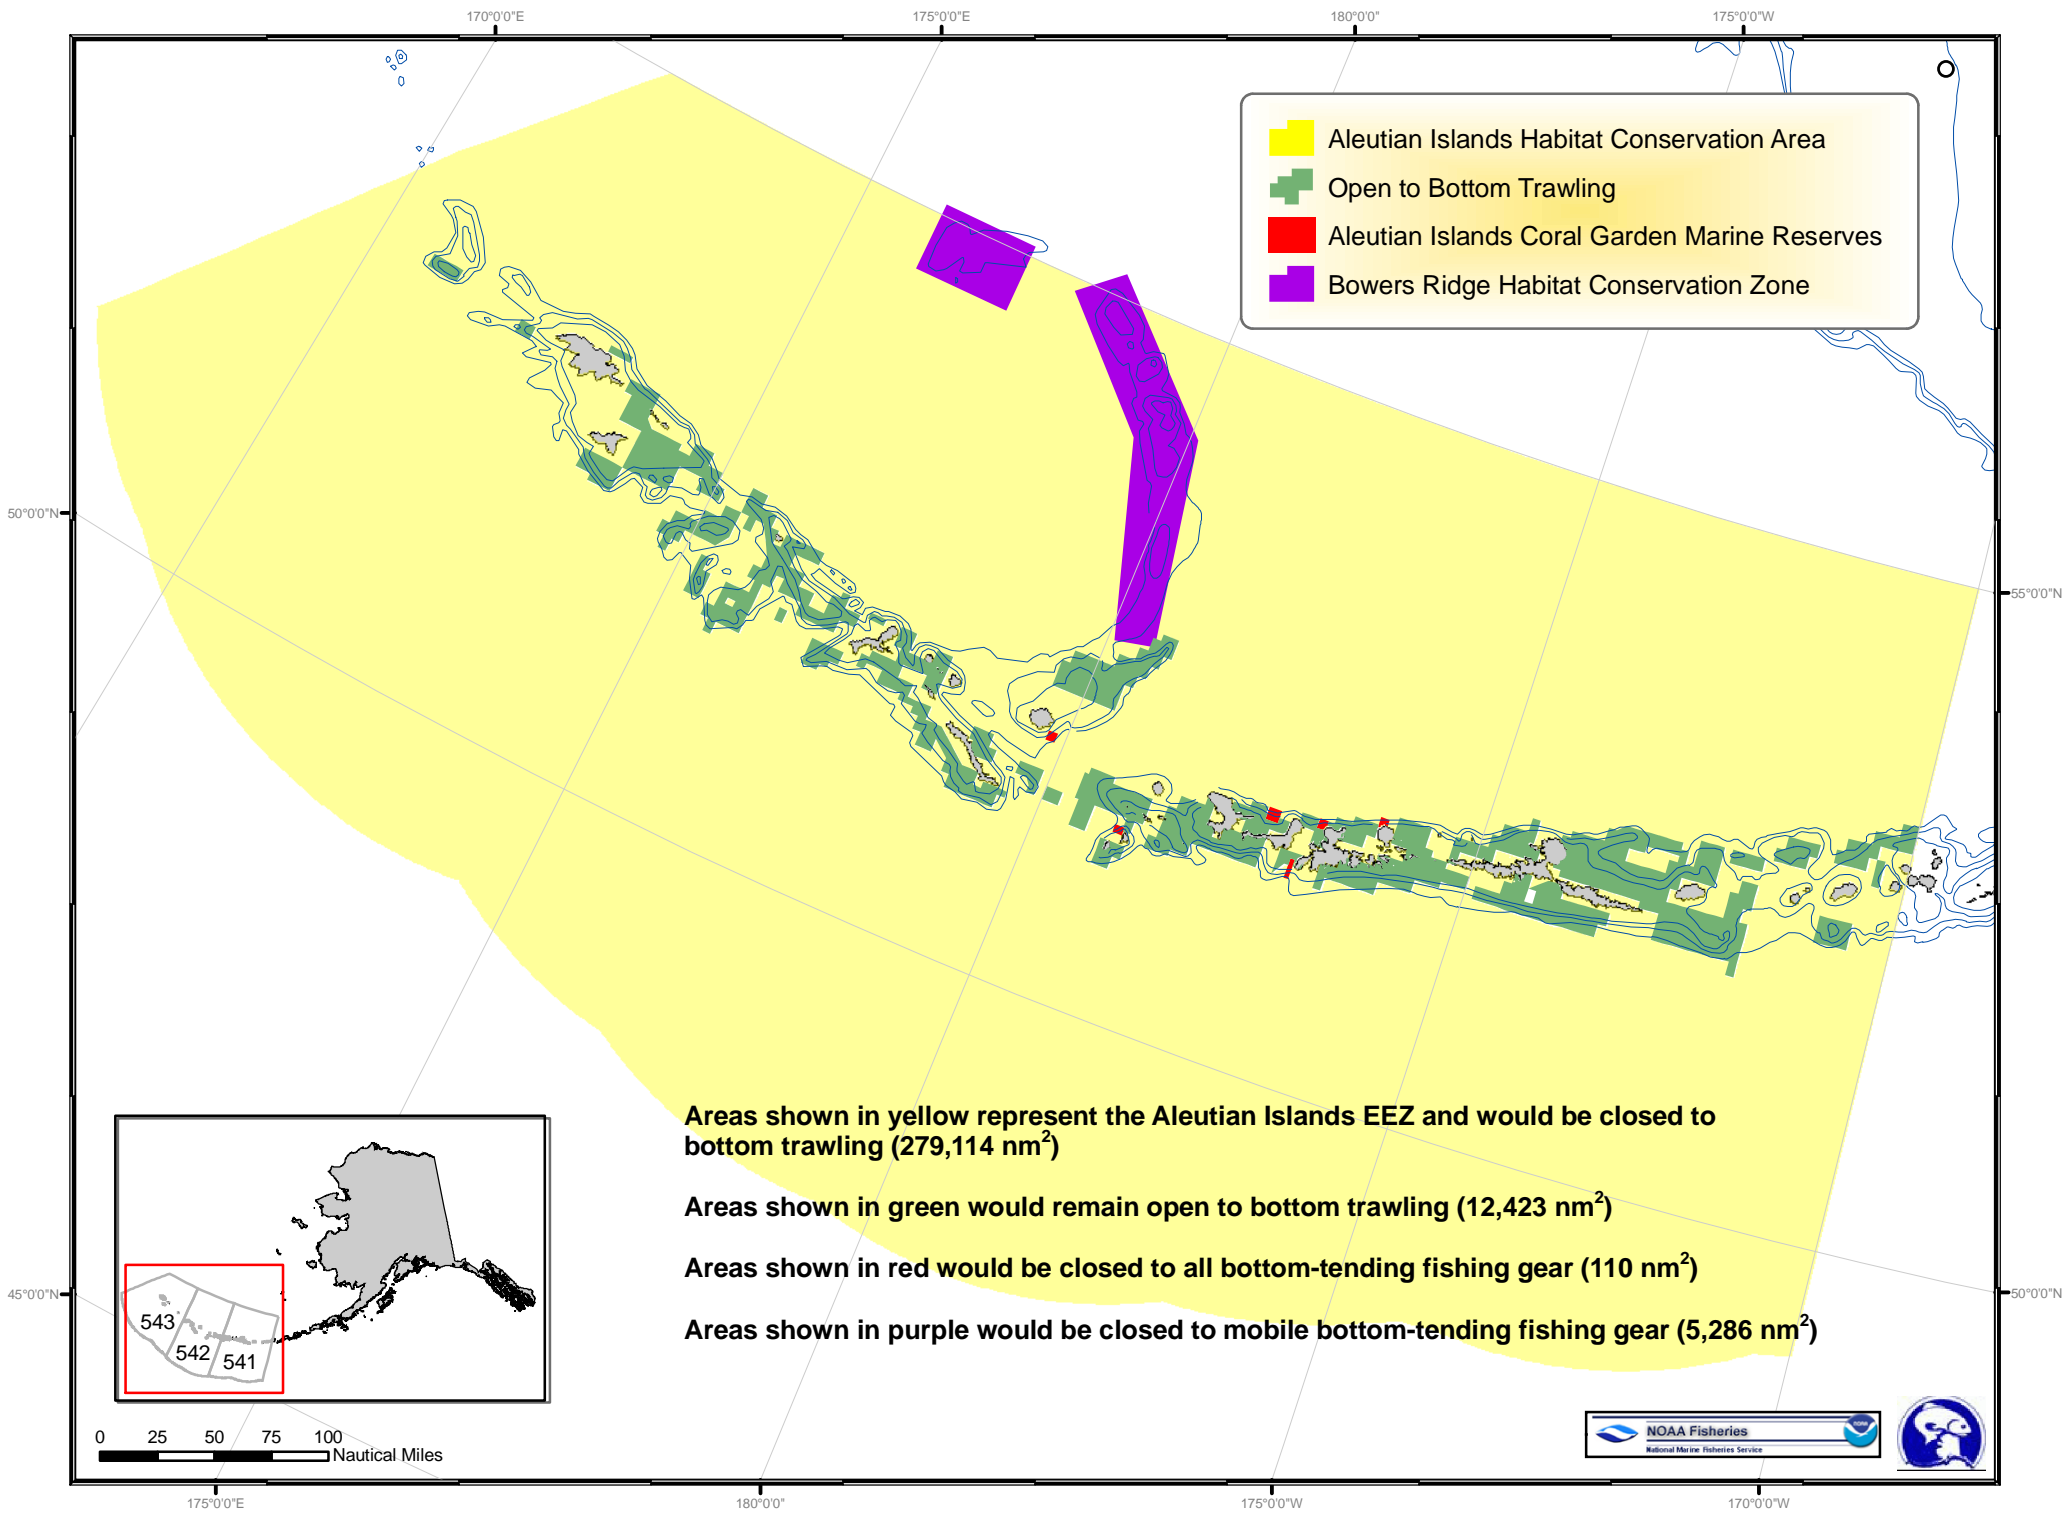 170°0'0"E
175°0'0"E
180°0'0"
175°0'0"W
Aleutian Islands Habitat Conservation Area
Open to Bottom Trawling
Aleutian Islands Coral Garden Marine Reserves
Bowers Ridge Habitat Conservation Zone
50°0'0"N
55°0'0"N
Areas shown in yellow represent the Aleutian Islands EEZ and would be closed to
bottom trawling (279,114 nm²)
Areas shown in green would remain open to bottom trawling (12,423 nm²)
Areas shown in red would be closed to all bottom-tending fishing gear (110 nm²)
Areas shown in purple would be closed to mobile bottom-tending fishing gear (5,286 nm²)
45°0'0"N
50°0'0"N
543
542
541
0 25 50 75 100
Nautical Miles
NOAA Fisheries
National Marine Fisheries Service
NOAA
175°0'0"E
180°0'0"
175°0'0"W
170°0'0"W